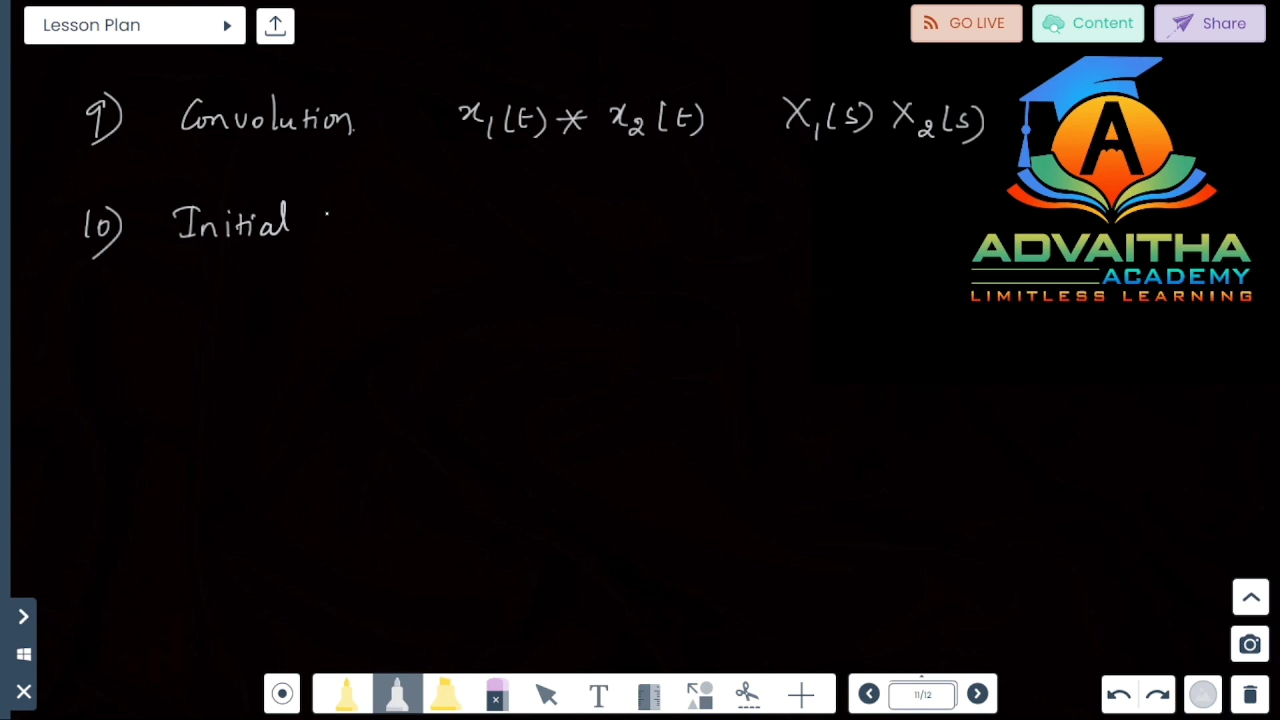 Lesson Plan
GO LIVE
Content
Share
9) Convolution x₁(t) * x₂(t) X₁(s) X₂(s)
10) Initial
A
ADVAITHA
ACADEMY
LIMITLESS LEARNING
T
11/12